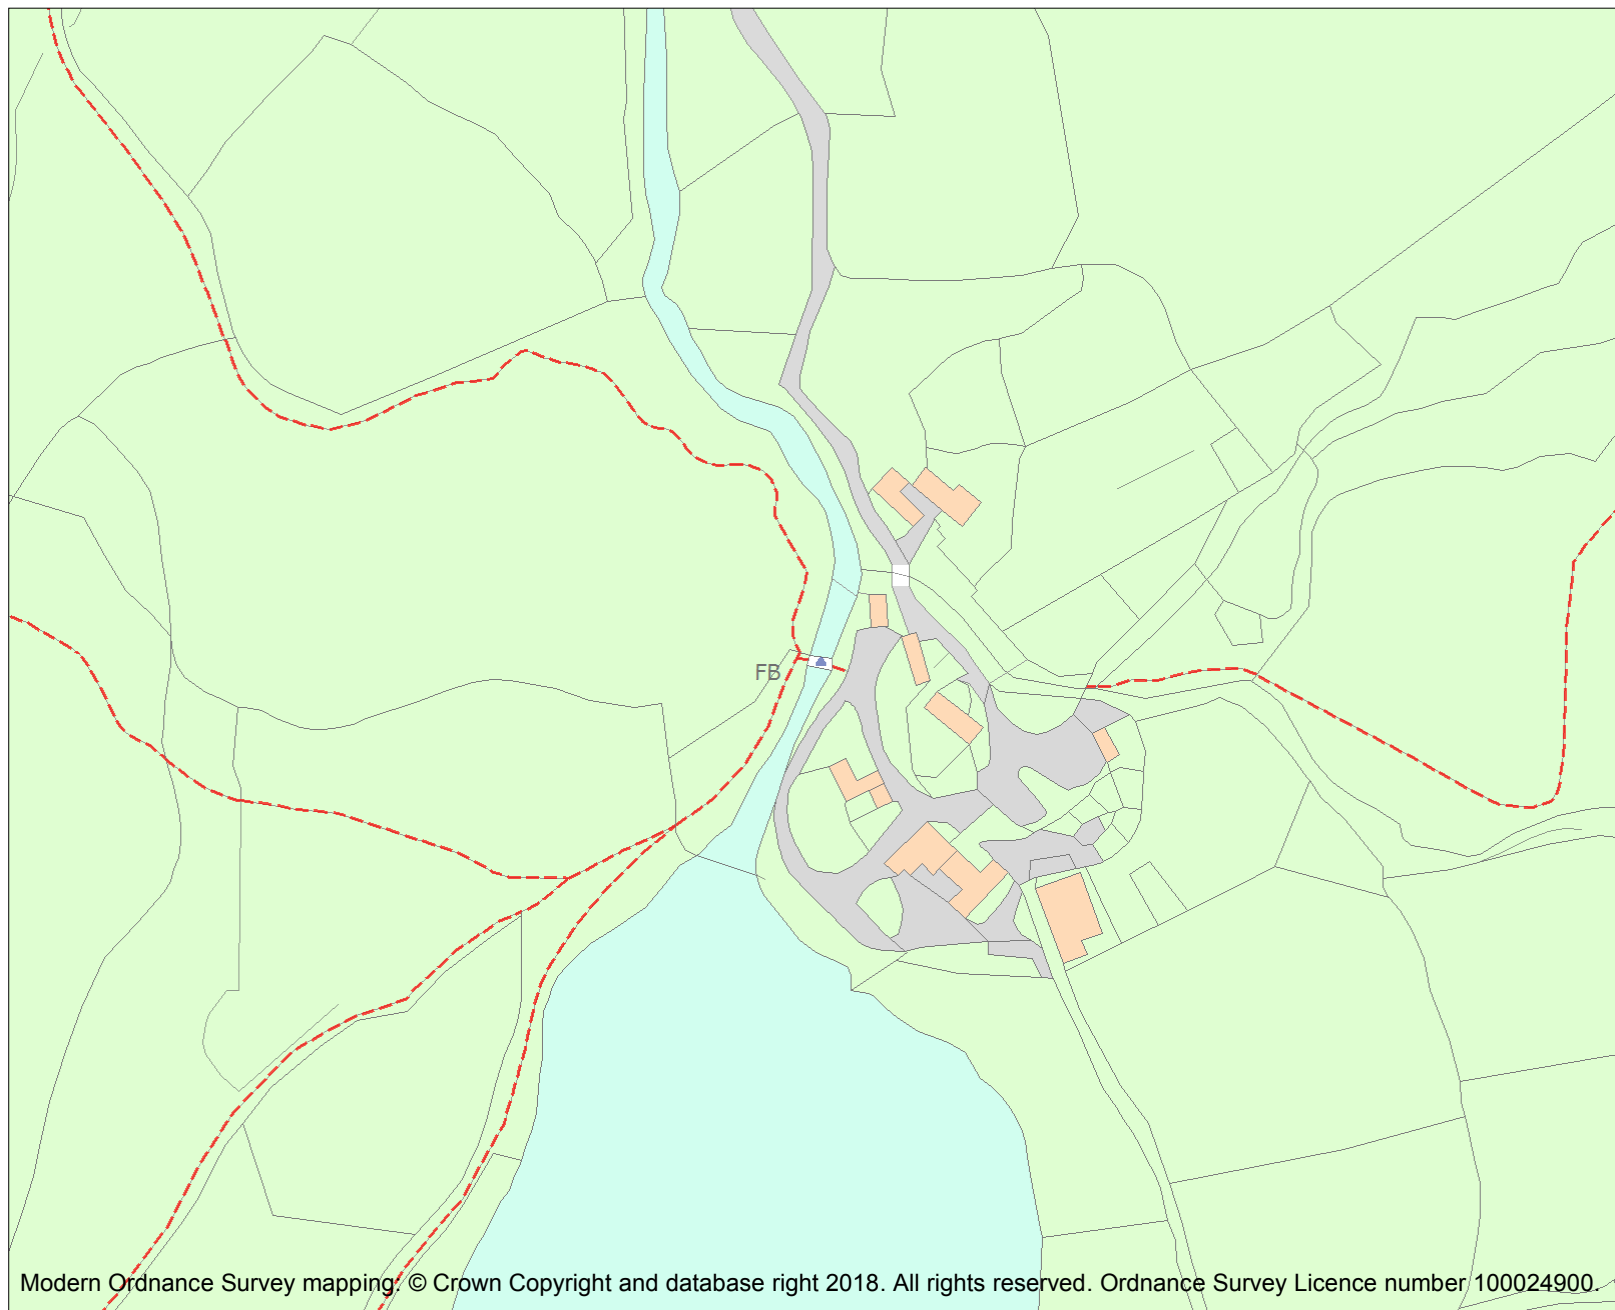 FB
Modern Ordnance Survey mapping: © Crown Copyright and database right 2018. All rights reserved. Ordnance Survey Licence number 100024900.